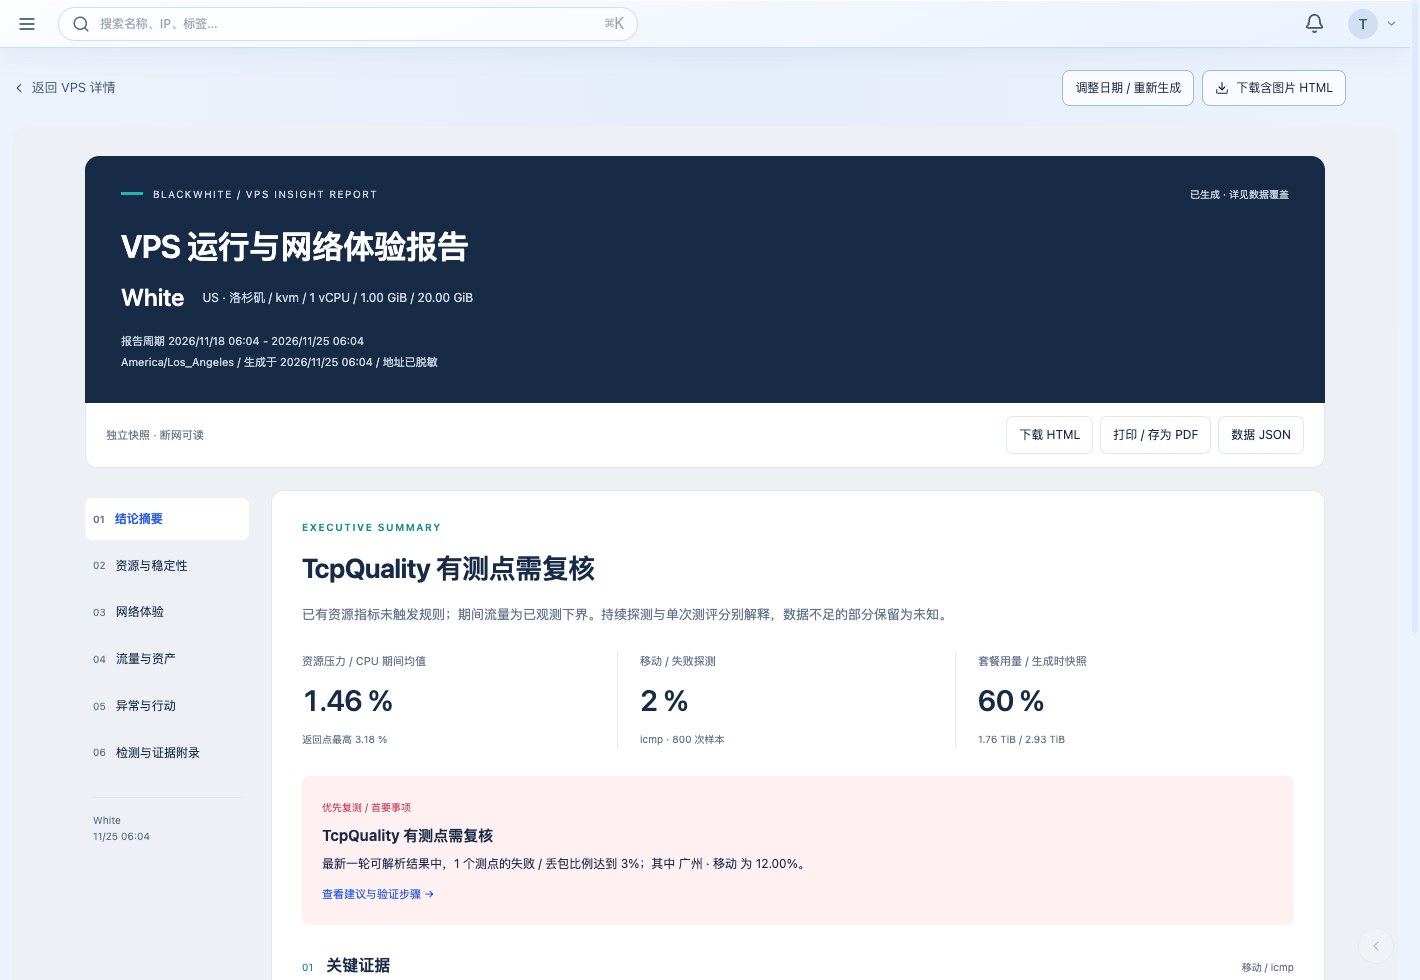 搜索名称、IP、标签...
⌘K
T
返回 VPS 详情
调整日期 / 重新生成
下载含图片 HTML
BLACKWHITE / VPS INSIGHT REPORT
已生成 · 详见数据覆盖
VPS 运行与网络体验报告
White US · 洛杉矶 / kvm / 1 vCPU / 1.00 GiB / 20.00 GiB
报告周期 2026/11/18 06:04 - 2026/11/25 06:04
America/Los_Angeles / 生成于 2026/11/25 06:04 / 地址已脱敏
独立快照 · 断网可读
下载 HTML
打印 / 存为 PDF
数据 JSON
01 结论摘要
02 资源与稳定性
03 网络体验
04 流量与资产
05 异常与行动
06 检测与证据附录
White
11/25 06:04
EXECUTIVE SUMMARY
TcpQuality 有测点需复核
已有资源指标未触发规则；期间流量为已观测下界。持续探测与单次测评分别解释，数据不足的部分保留为未知。
资源压力 / CPU 期间均值
1.46 %
返回点最高 3.18 %
移动 / 失败探测
2 %
icmp · 800 次样本
套餐用量 / 生成时快照
60 %
1.76 TiB / 2.93 TiB
优先复测 / 首要事项
TcpQuality 有测点需复核
最新一轮可解析结果中，1 个测点的失败 / 丢包比例达到 3%；其中 广州 · 移动 为 12.00%。
查看建议与验证步骤 →
01 关键证据
移动 / icmp